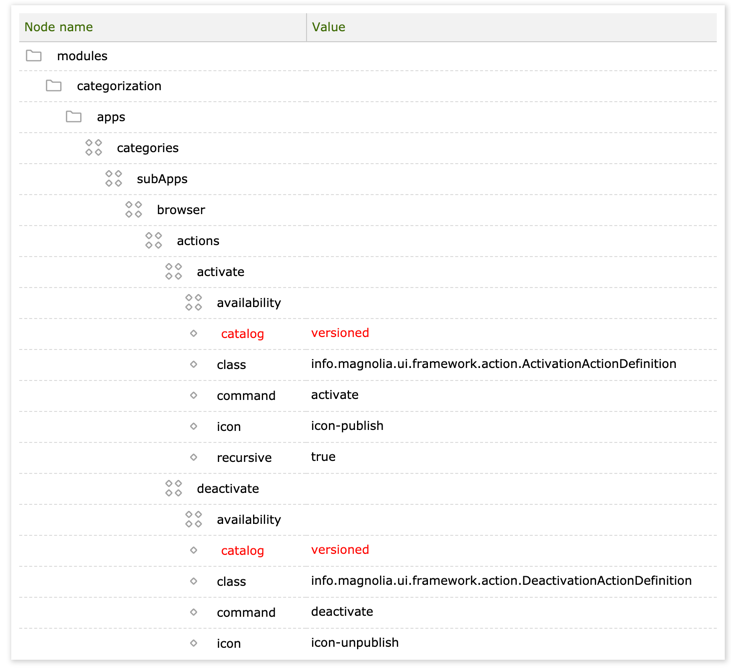 Node name Value
modules
categorization
apps
categories
subApps
browser
actions
activate
availability
catalog versioned
class info.magnolia.ui.framework.action.ActivationActionDefinition
command activate
icon icon-publish
recursive true
deactivate
availability
catalog versioned
class info.magnolia.ui.framework.action.DeactivationActionDefinition
command deactivate
icon icon-unpublish